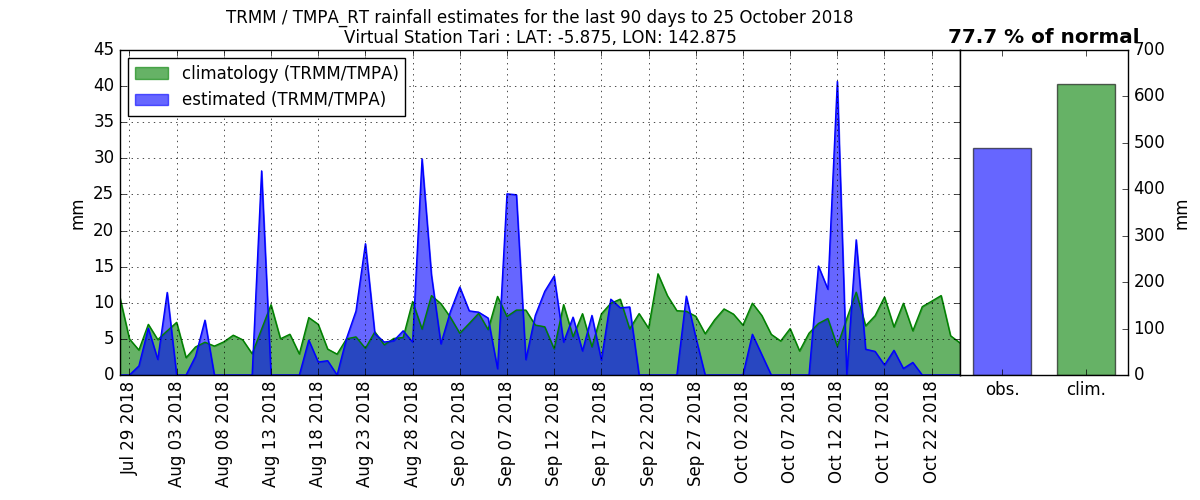 TRMM / TMPA_RT rainfall estimates for the last 90 days to 25 October 2018
Virtual Station Tari : LAT: -5.875, LON: 142.875
77.7 % of normal
climatology (TRMM/TMPA)
estimated (TRMM/TMPA)
45
40
35
30
25
20
15
10
5
0
mm
Jul 29 2018
Aug 03 2018
Aug 08 2018
Aug 13 2018
Aug 18 2018
Aug 23 2018
Aug 28 2018
Sep 02 2018
Sep 07 2018
Sep 12 2018
Sep 17 2018
Sep 22 2018
Sep 27 2018
Oct 02 2018
Oct 07 2018
Oct 12 2018
Oct 17 2018
Oct 22 2018
obs.
clim.
700
600
500
400
300
200
100
0
mm